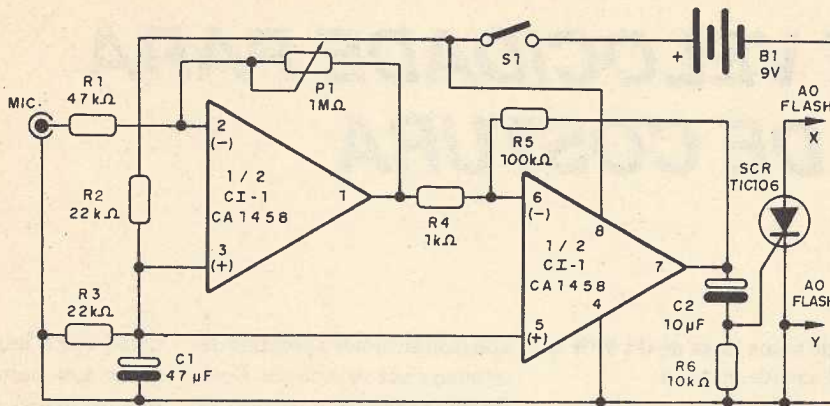 MIC.
R1
47kΩ
R2
22kΩ
R3
22kΩ
C1
47µF
P1
1MΩ
2
(-)
1/2
CI-1
CA1458
1
3
(+)
R4
1kΩ
R5
100kΩ
6
(-)
1/2
CI-1
CA1458
8
7
4
5
(+)
S1
+
B1
9V
AO
FLASH
X
SCR
TIC106
AO
FLASH
Y
C2
10µF
R6
10kΩ